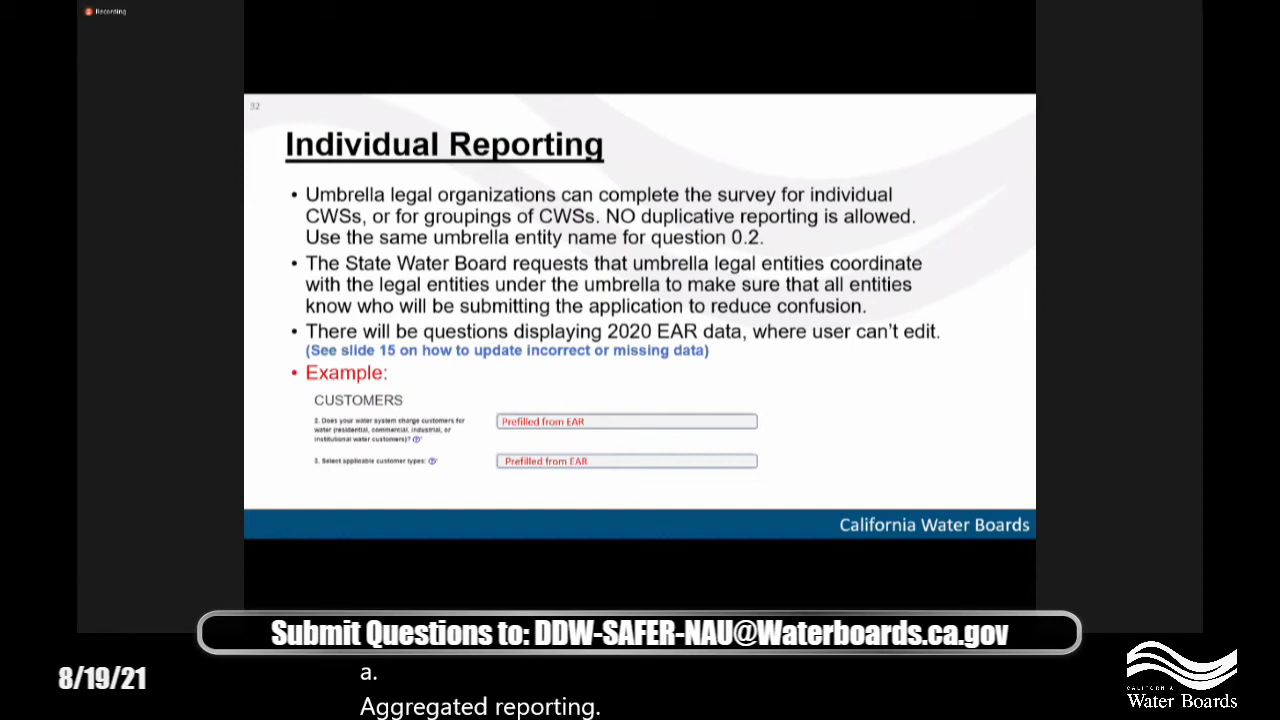 Recording
32
Individual Reporting
• Umbrella legal organizations can complete the survey for individual
CWSs, or for groupings of CWSs. NO duplicative reporting is allowed.
Use the same umbrella entity name for question 0.2.
• The State Water Board requests that umbrella legal entities coordinate
with the legal entities under the umbrella to make sure that all entities
know who will be submitting the application to reduce confusion.
• There will be questions displaying 2020 EAR data, where user can't edit.
(See slide 15 on how to update incorrect or missing data)
• Example:
CUSTOMERS
2. Does your water system charge customers for
water (residential, commercial, industrial, or
institutional water customers)?
Prefilled from EAR
3. Select applicable customer types:
Prefilled from EAR
California Water Boards
Submit Questions to: DDW-SAFER-NAU@Waterboards.ca.gov
8/19/21
a.
Aggregated reporting.
CALIFORNIA
Water Boards